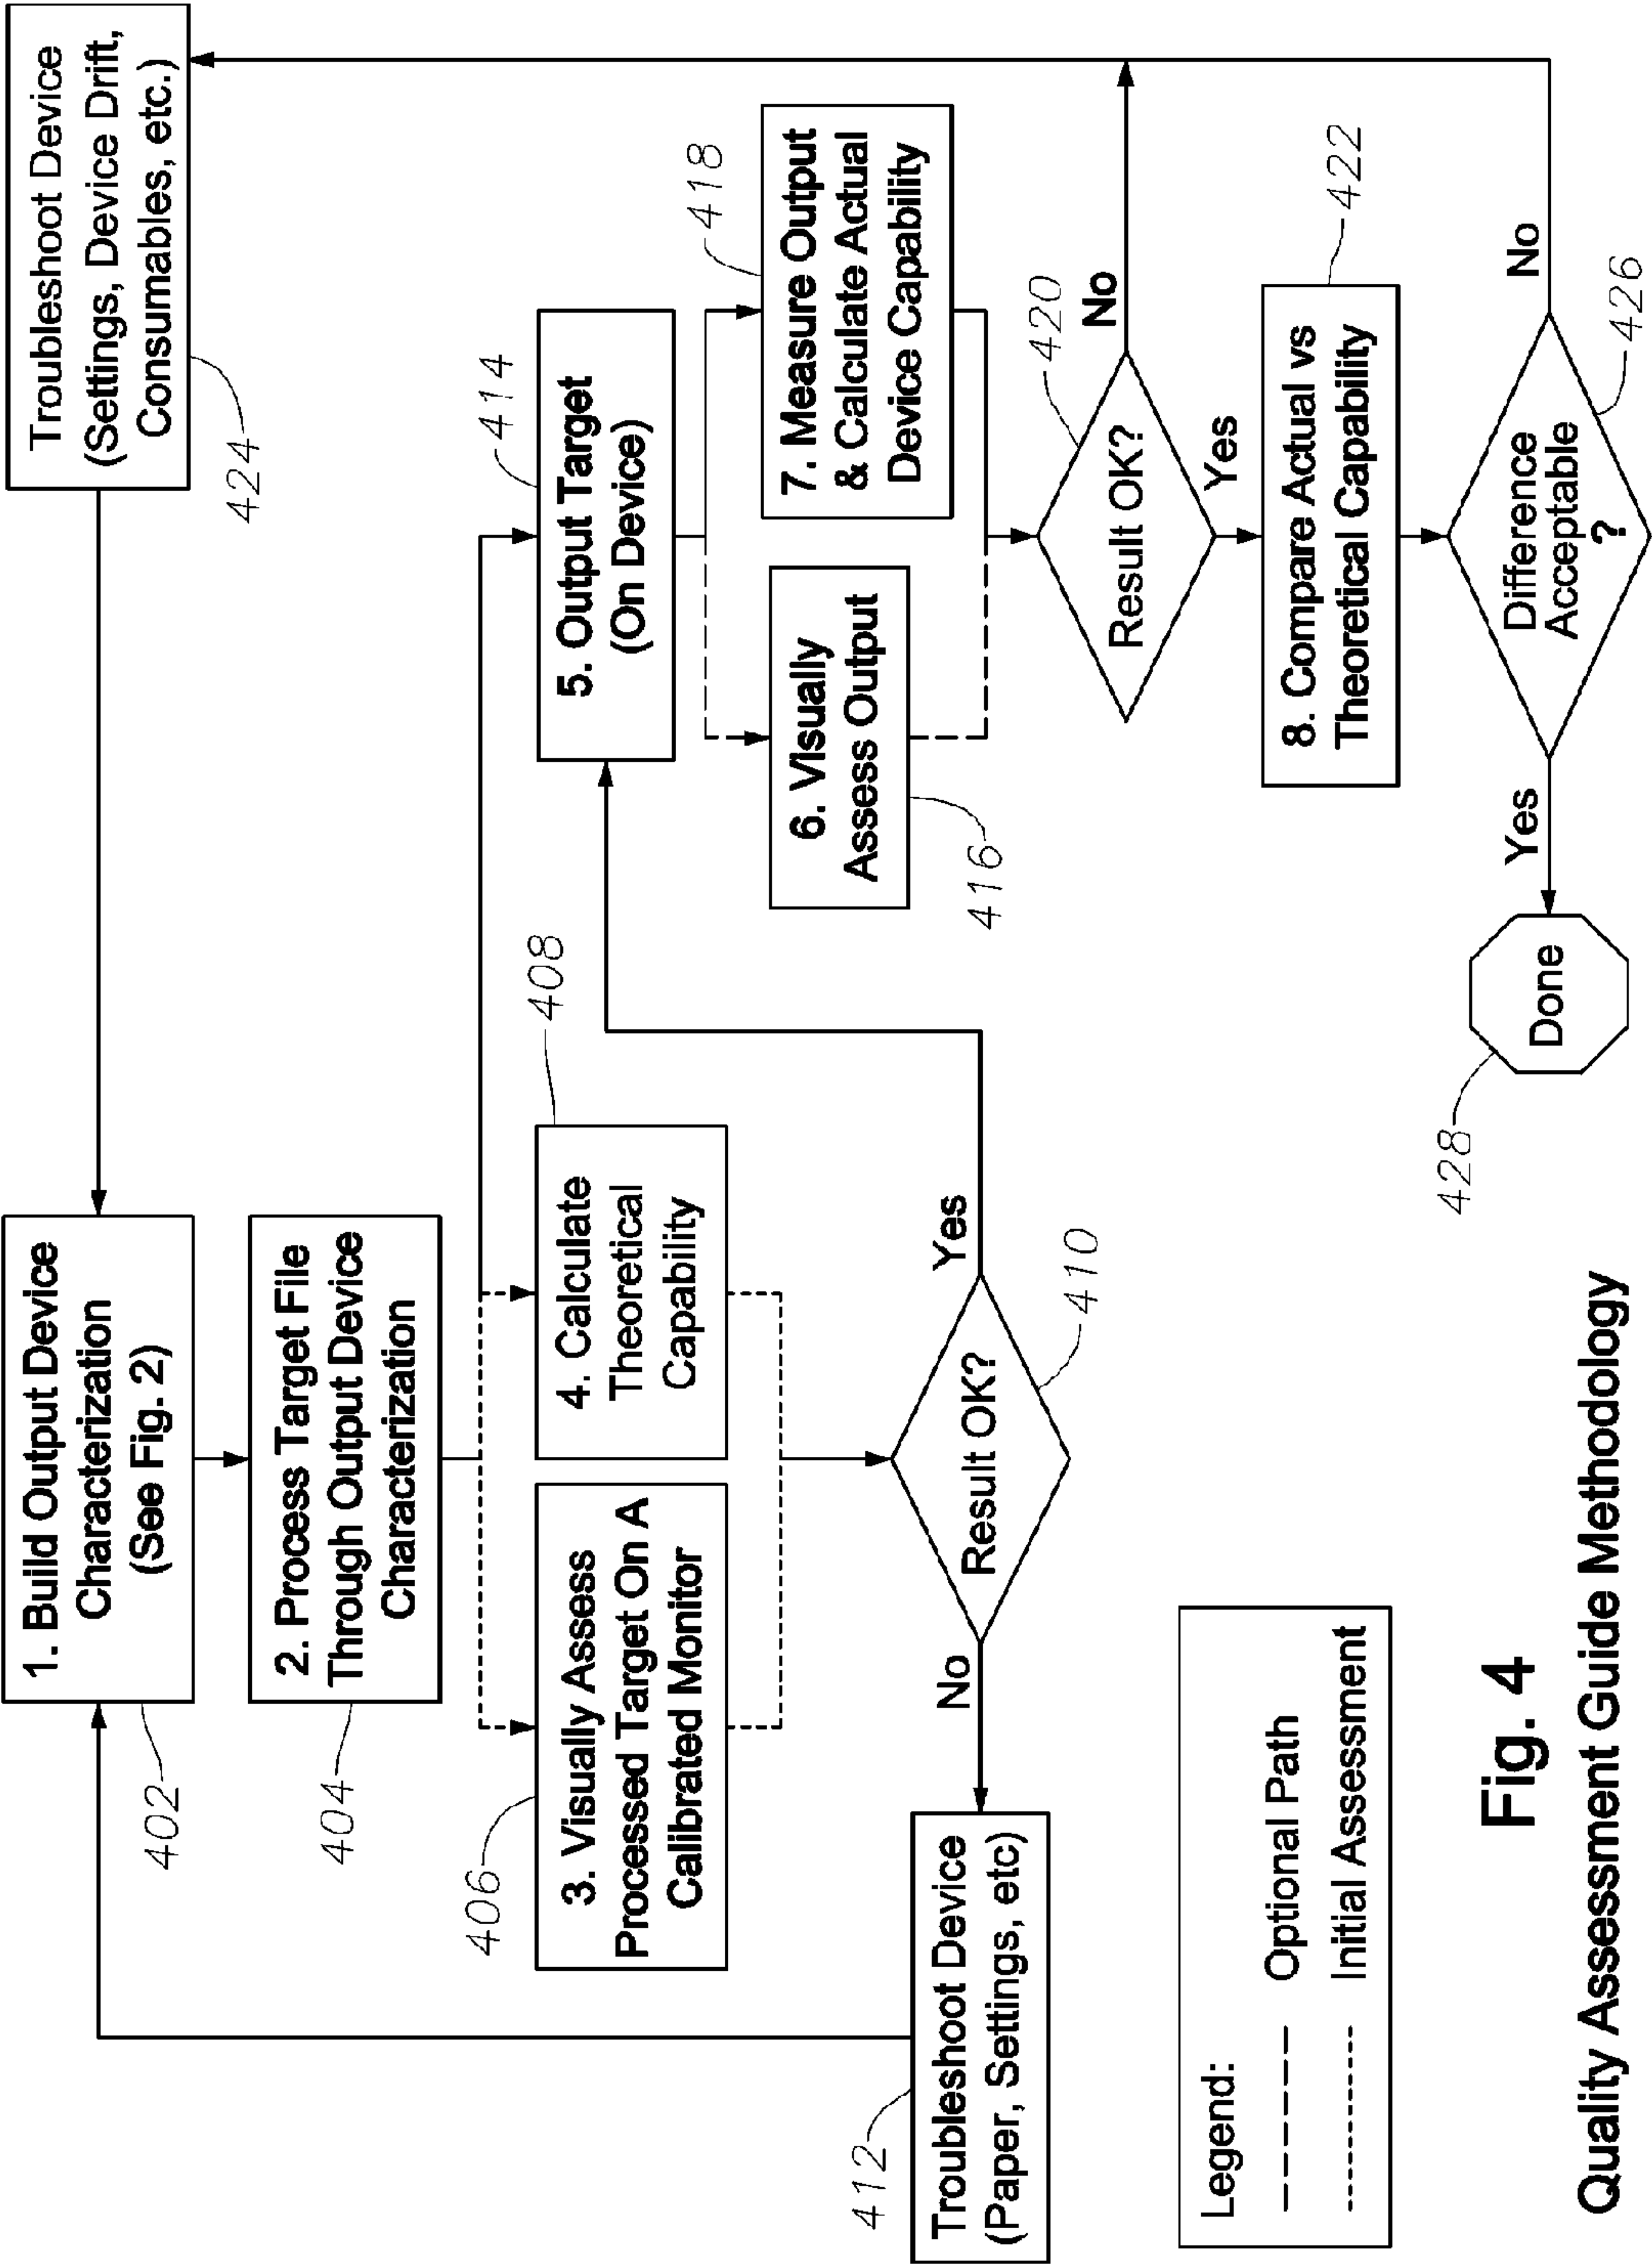 1. Build Output Device
Characterization
(See Fig. 2)
402
Troubleshoot Device
(Settings, Device Drift,
Consumables, etc.)
424
2. Process Target File
Through Output Device
Characterization
404
406
3. Visually Assess
Processed Target On A
Calibrated Monitor
4. Calculate
Theoretical
Capability
408
5. Output Target
(On Device)
414
6. Visually
Assess Output
416
7. Measure Output
& Calculate Actual
Device Capability
418
Result OK?
410
No
Yes
412
Troubleshoot Device
(Paper, Settings, etc)
Result OK?
420
No
Yes
8. Compare Actual vs
Theoretical Capability
422
Difference
Acceptable
?
426
No
Yes
Done
428
Legend:
Optional Path
Initial Assessment
Fig. 4
Quality Assessment Guide Methodology